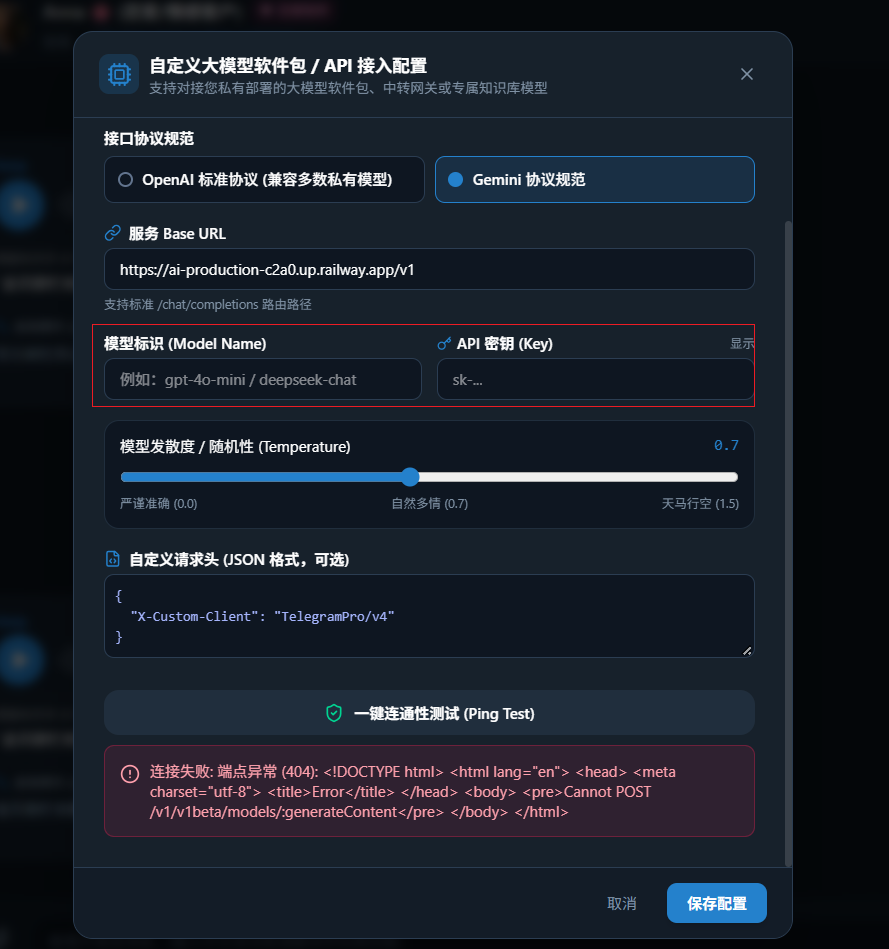 自定义大模型软件包 / API 接入配置
支持对接您私有部署的大模型软件包、中转网关或专属知识库模型
接口协议规范
OpenAI 标准协议 (兼容多数私有模型)
Gemini 协议规范
服务 Base URL
https://ai-production-c2a0.up.railway.app/v1
支持标准 /chat/completions 路由路径
模型标识 (Model Name)
API 密钥 (Key)
显示
例如：gpt-4o-mini / deepseek-chat
sk-...
模型发散度 / 随机性 (Temperature)
0.7
严谨准确 (0.0)
自然多情 (0.7)
天马行空 (1.5)
自定义请求头 (JSON 格式，可选)
{
"X-Custom-Client": "TelegramPro/v4"
}
一键连通性测试 (Ping Test)
连接失败: 端点异常 (404): <!DOCTYPE html> <html lang="en"> <head> <meta
charset="utf-8"> <title>Error</title> </head> <body> <pre>Cannot POST
/v1/v1beta/models/:generateContent</pre> </body> </html>
取消
保存配置